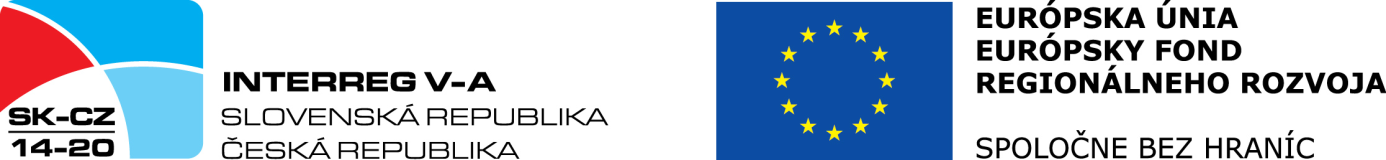 SK-CZ
14-20
INTERREG V-A
SLOVENSKÁ REPUBLIKA
ČESKÁ REPUBLIKA
EURÓPSKA ÚNIA
EURÓPSKY FOND
REGIONÁLNEHO ROZVOJA
SPOLOČNE BEZ HRANÍC